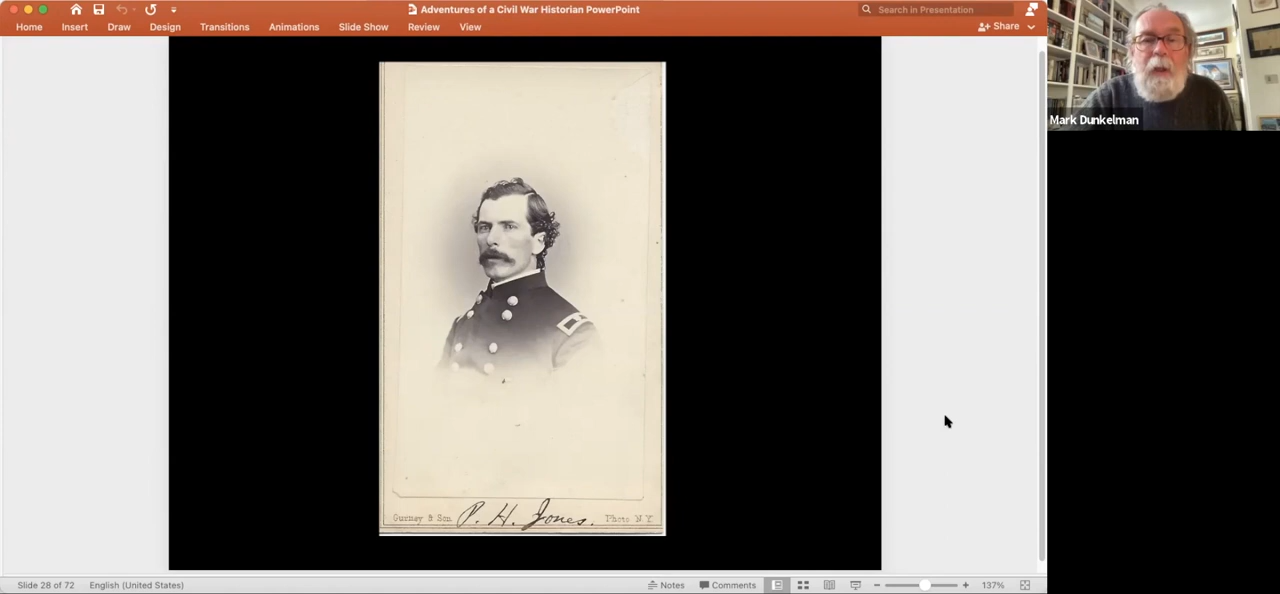 Adventures of a Civil War Historian PowerPoint
Search in Presentation
Home Insert Draw Design Transitions Animations Slide Show Review View
Share
Mark Dunkelman
Gurney & Son. P. H. Jones. Photo N.Y.
Slide 28 of 72 English (United States) Notes Comments 137%